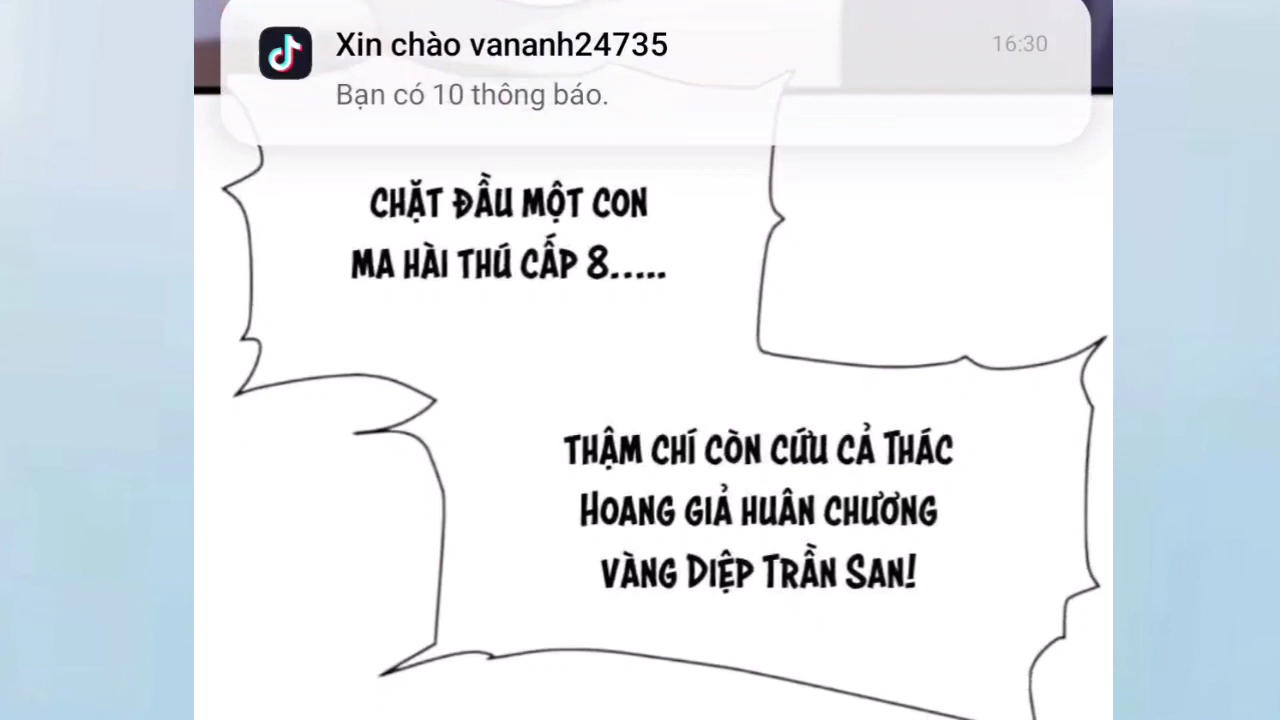 Xin chào vananh24735
16:30
Bạn có 10 thông báo.
CHẶT ĐẦU MỘT CON
MA HÀI THÚ CẤP 8.....
THẬM CHÍ CÒN CỨU CẢ THÁC
HOANG GIẢ HUÂN CHƯƠNG
VÀNG DIỆP TRẦN SAN!